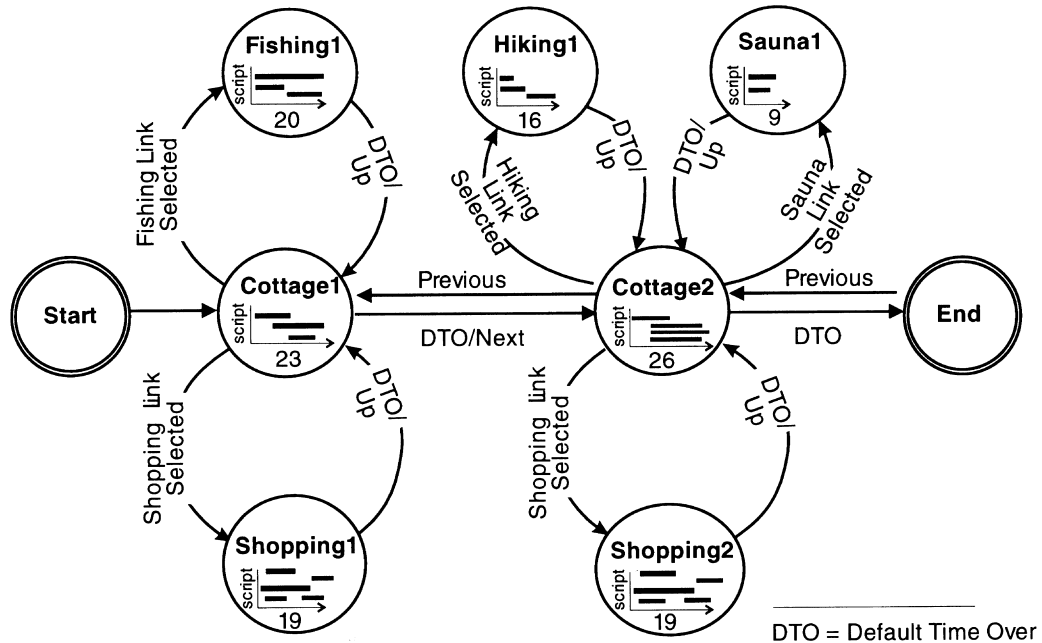 Fishing1
script
20
Hiking1
script
16
Sauna1
script
9
Fishing Link
Selected
DTO/
Up
Hiking
Link
Selected
DTO/
Up
DTO/
Up
Sauna
Link
Selected
Start
Cottage1
script
23
Previous
DTO/Next
Cottage2
script
26
Previous
DTO
End
Shopping link
Selected
DTO/
Up
Shopping link
Selected
DTO/
Up
Shopping1
script
19
Shopping2
script
19
DTO = Default Time Over